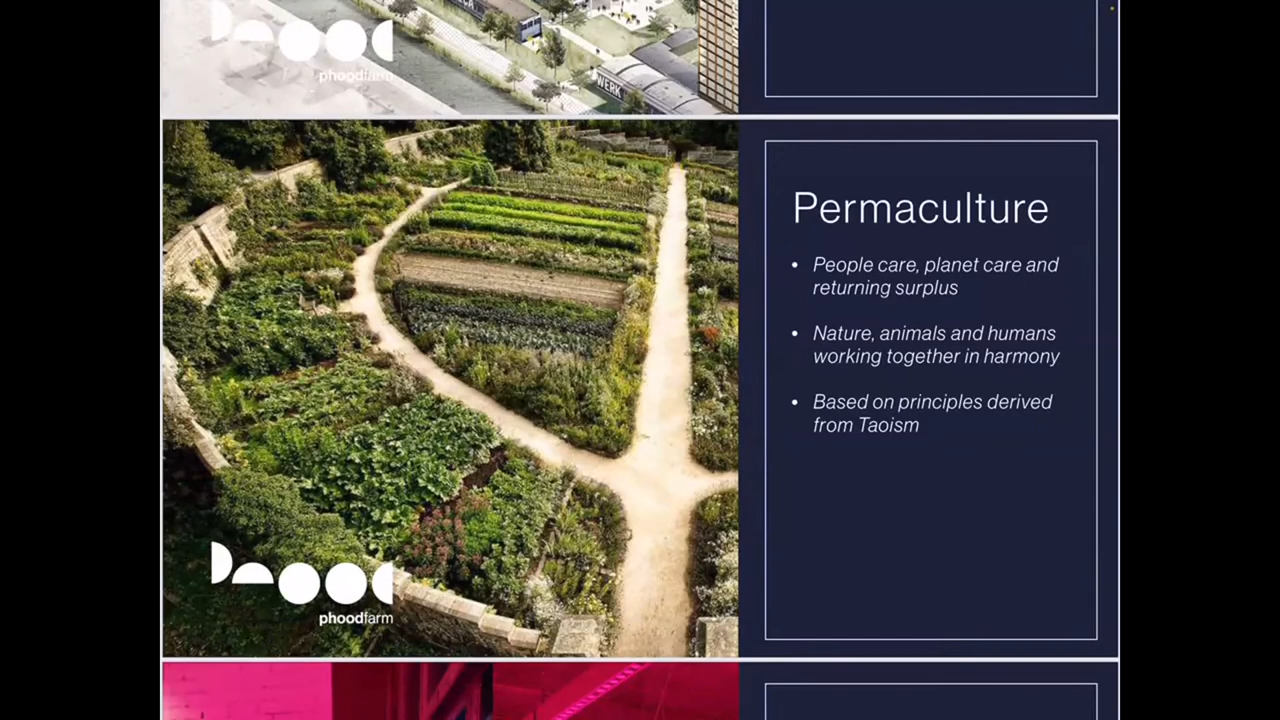 phoodfarm
WERK
Permaculture
• People care, planet care and
returning surplus
• Nature, animals and humans
working together in harmony
• Based on principles derived
from Taoism
phoodfarm